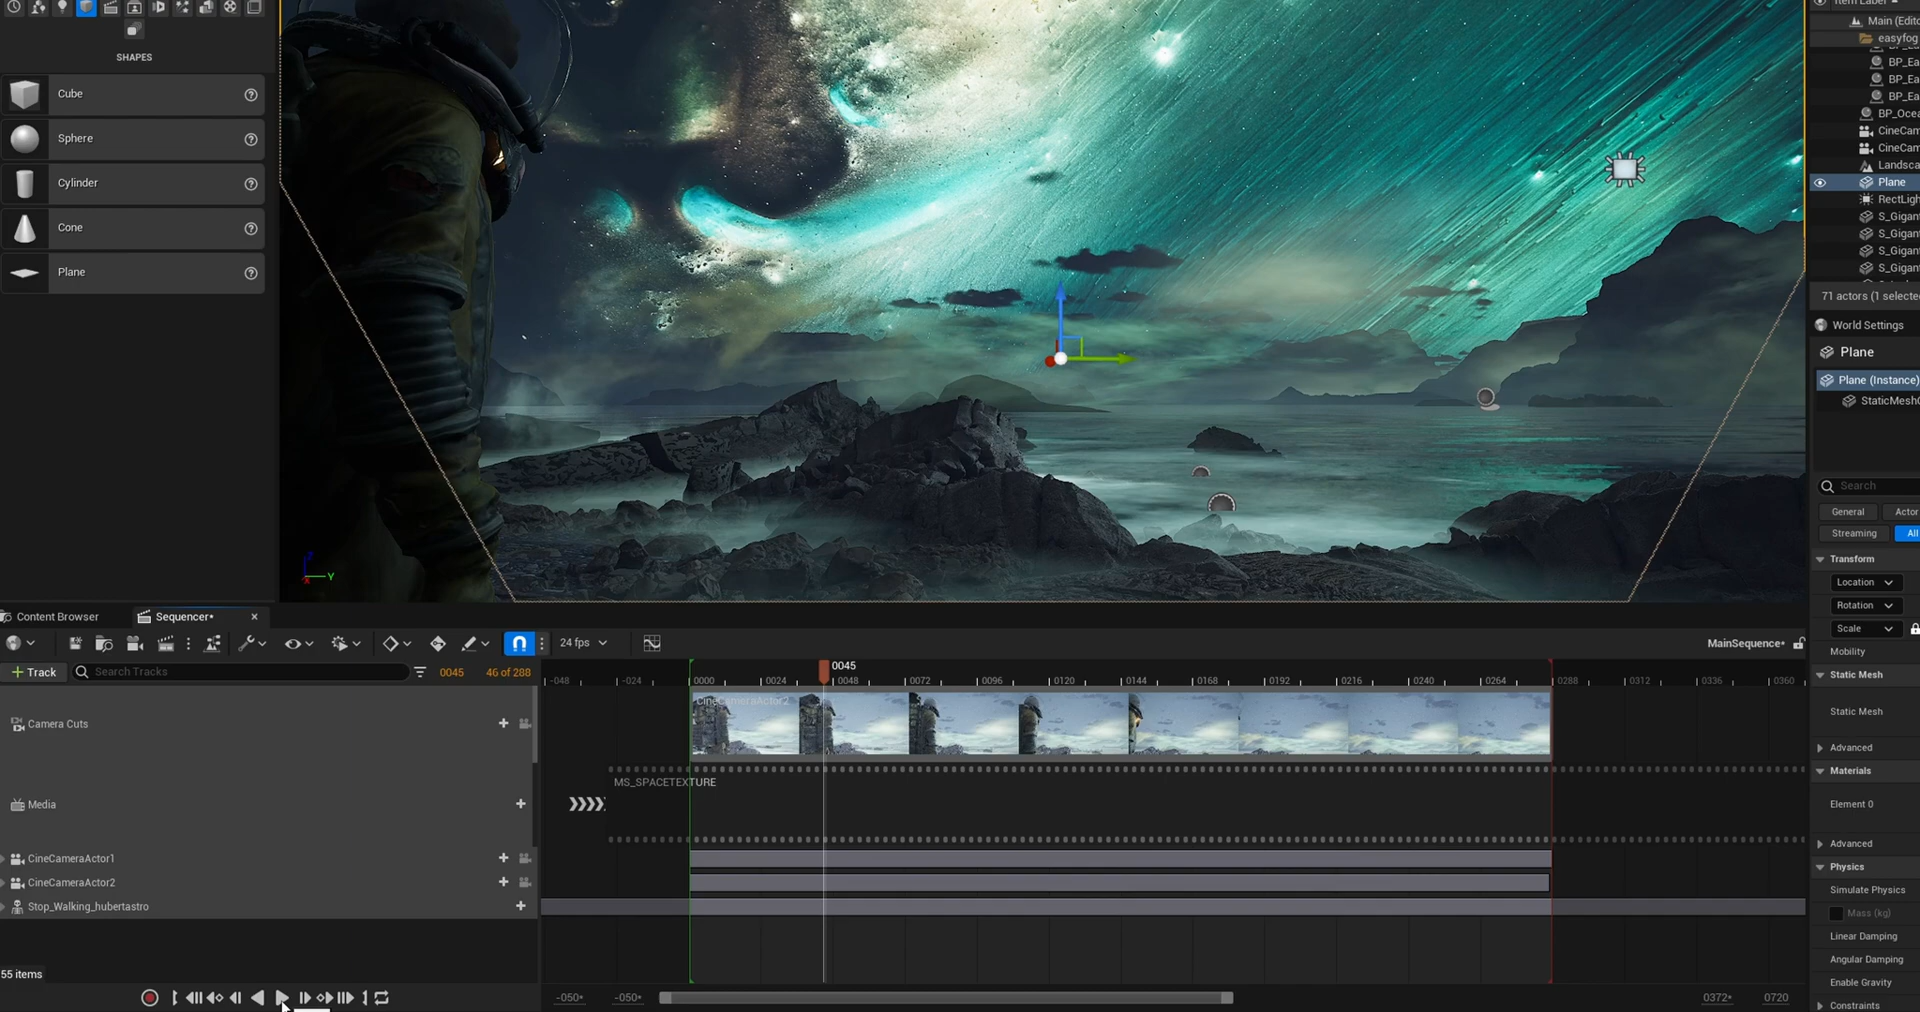 SHAPES
Cube
Sphere
Cylinder
Cone
Plane
Item Label
Main (Edito
easyfog
BP_Ea
BP_Ea
BP_Ea
BP_Ocea
CineCam
CineCam
Landsca
Plane
RectLigh
S_Gigan
S_Gigan
S_Gigan
S_Gigan
71 actors (1 selecte
World Settings
Plane
Plane (Instance)
StaticMeshC
Search
General
Actor
Streaming
All
Transform
Location
Rotation
Scale
Mobility
Static Mesh
Static Mesh
Advanced
Materials
Element 0
Advanced
Physics
Simulate Physics
Mass (kg)
Linear Damping
Angular Damping
Enable Gravity
Constraints
Z
Y
X
Content Browser
Sequencer*
24 fps
MainSequence*
+ Track
Search Tracks
0045
46 of 288
0045
-048
-024
0000
0024
0048
0072
0096
0120
0144
0168
0192
0216
0240
0264
0288
0312
0336
0360
Camera Cuts
CineCameraActor2
MS_SPACETEXTURE
Media
CineCameraActor1
CineCameraActor2
Stop_Walking_hubertastro
55 items
-050*
-050*
0372*
0720